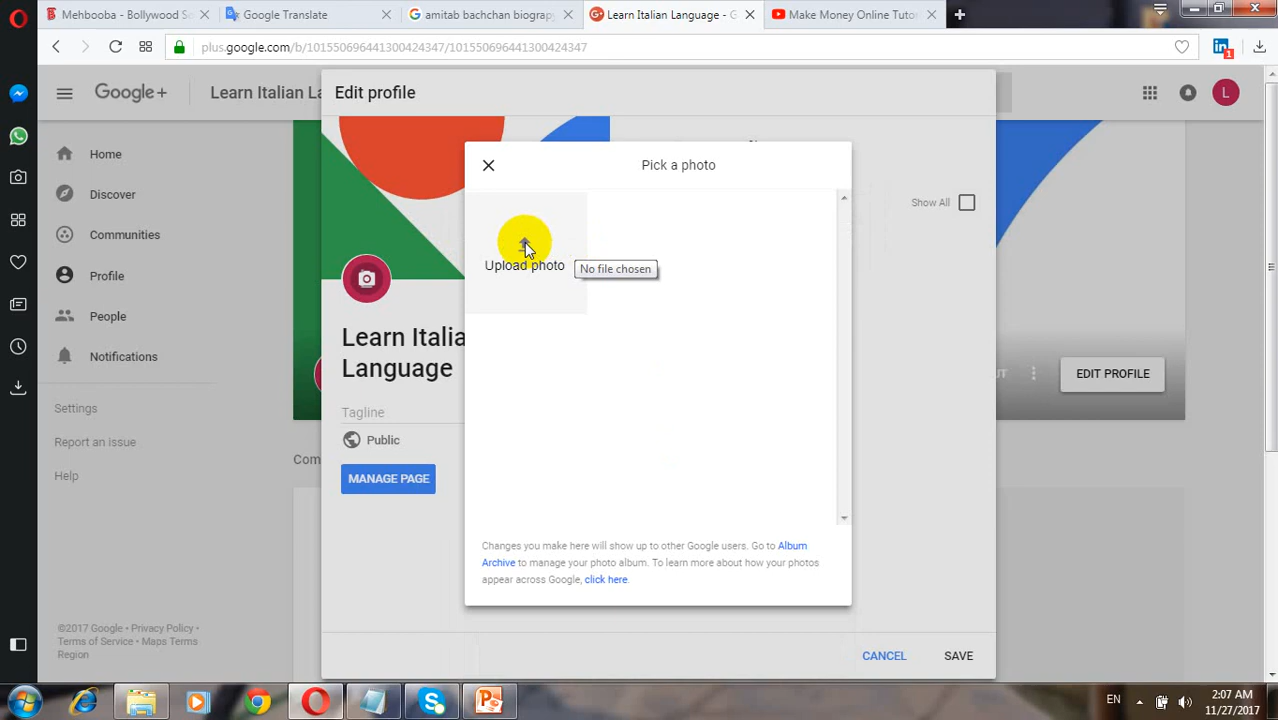 Mehbooba - Bollywood S
Google Translate
amitab bachchan biograpy
Learn Italian Language - G
Make Money Online Tutor
plus.google.com/b/101550696441300424347/101550696441300424347
1
Google+
Learn Italian La
L
Edit profile
Home
Discover
Communities
Profile
People
Notifications
Settings
Report an issue
Help
©2017 Google • Privacy Policy •
Terms of Service • Maps Terms
Region
Pick a photo
Upload photo
No file chosen
Show All
Learn Italia
Language
Tagline
Public
MANAGE PAGE
EDIT PROFILE
Com
Changes you make here will show up to other Google users. Go to Album
Archive to manage your photo album. To learn more about how your photos
appear across Google, click here.
CANCEL
SAVE
EN
2:07 AM
11/27/2017